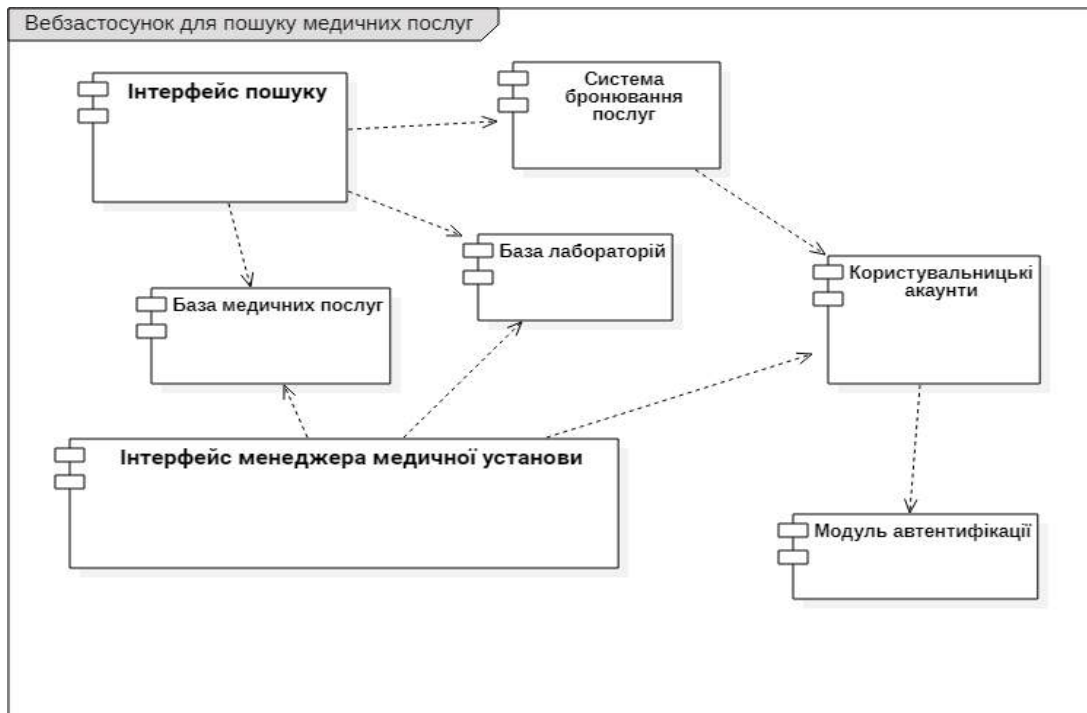 Вебзастосунок для пошуку медичних послуг
Інтерфейс пошуку
Система
бронювання
послуг
База лабораторій
Користувальницькі
акаунти
База медичних послуг
Інтерфейс менеджера медичної установи
Модуль автентифікації